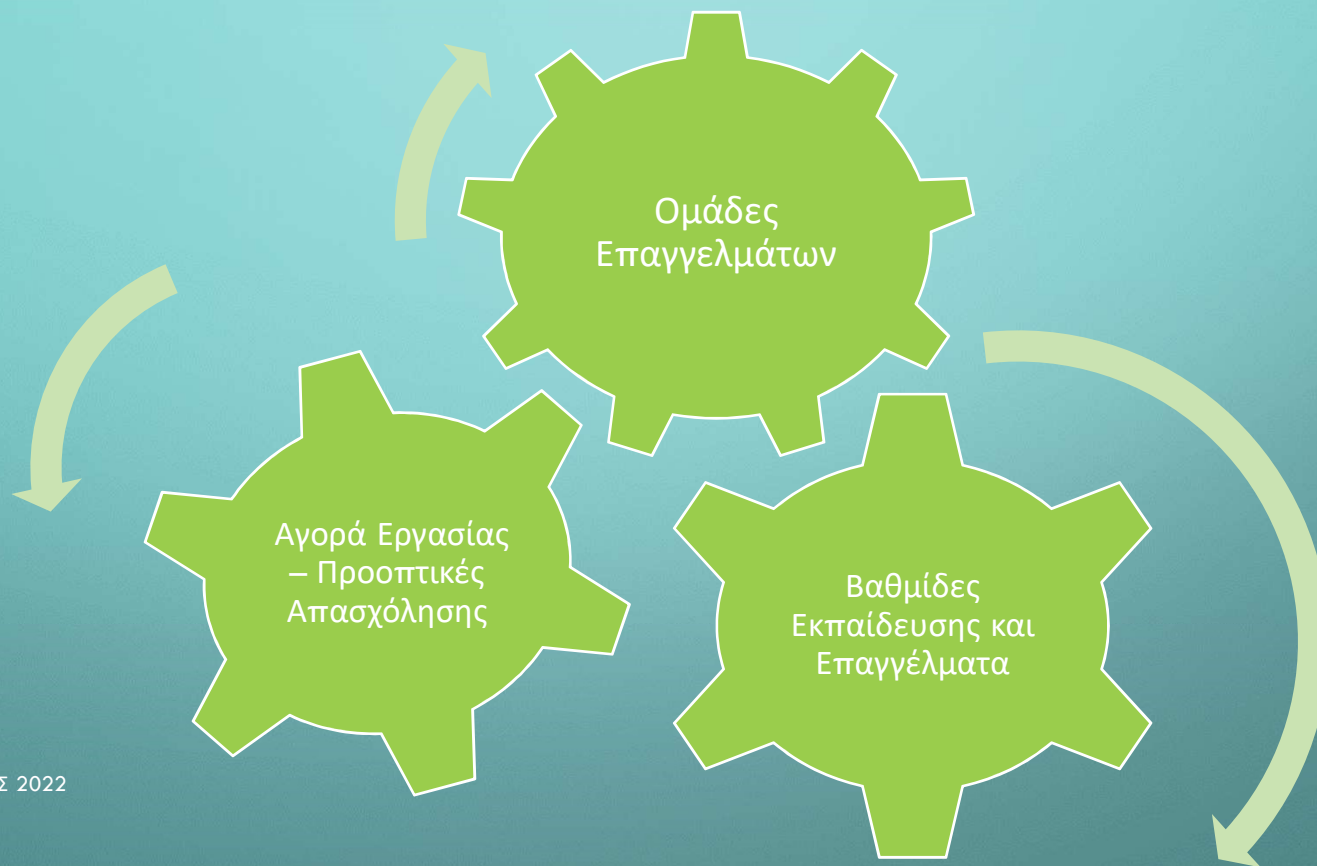 Ομάδες
Επαγγελμάτων
Αγορά Εργασίας
– Προοπτικές
Απασχόλησης
Βαθμίδες
Εκπαίδευσης και
Επαγγέλματα
Σ 2022